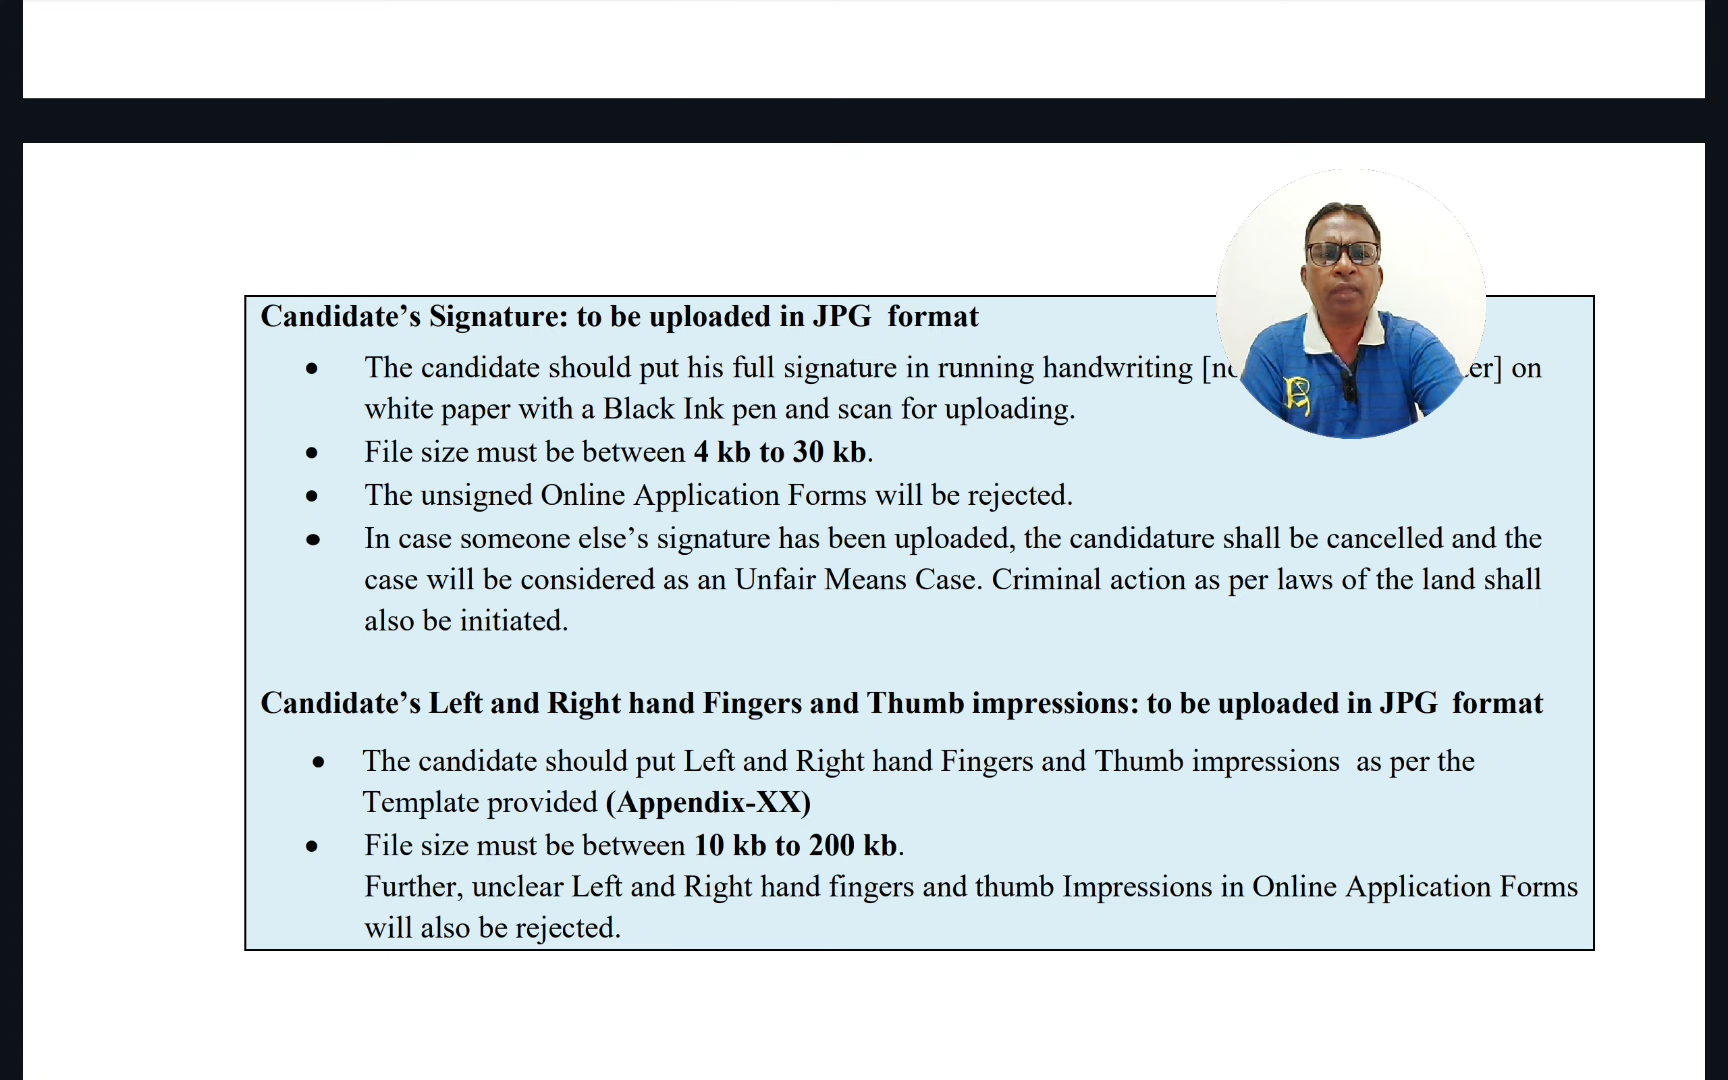 Candidate’s Signature: to be uploaded in JPG format
• The candidate should put his full signature in running handwriting [ on
white paper with a Black Ink pen and scan for uploading.
• File size must be between 4 kb to 30 kb.
• The unsigned Online Application Forms will be rejected.
• In case someone else’s signature has been uploaded, the candidature shall be cancelled and the
case will be considered as an Unfair Means Case. Criminal action as per laws of the land shall
also be initiated.
Candidate’s Left and Right hand Fingers and Thumb impressions: to be uploaded in JPG format
• The candidate should put Left and Right hand Fingers and Thumb impressions as per the
Template provided (Appendix-XX)
• File size must be between 10 kb to 200 kb.
Further, unclear Left and Right hand fingers and thumb Impressions in Online Application Forms
will also be rejected.